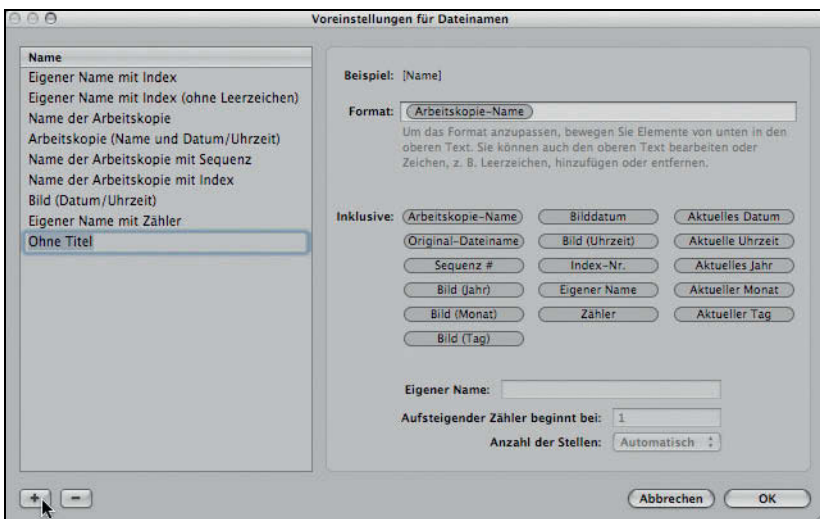 Voreinstellungen für Dateinamen
Name
Eigener Name mit Index
Eigener Name mit Index (ohne Leerzeichen)
Name der Arbeitskopie
Arbeitskopie (Name und Datum/Uhrzeit)
Name der Arbeitskopie mit Sequenz
Name der Arbeitskopie mit Index
Bild (Datum/Uhrzeit)
Eigener Name mit Zähler
Ohne Titel
Beispiel: [Name]
Format: Arbeitskopie-Name
Um das Format anzupassen, bewegen Sie Elemente von unten in den
oberen Text. Sie können auch den oberen Text bearbeiten oder
Zeichen, z. B. Leerzeichen, hinzufügen oder entfernen.
Inklusive: Arbeitskopie-Name Bilddatum Aktuelles Datum
Original-Dateiname Bild (Uhrzeit) Aktuelle Uhrzeit
Sequenz # Index-Nr. Aktuelles Jahr
Bild (Jahr) Eigener Name Aktueller Monat
Bild (Monat) Zähler Aktueller Tag
Bild (Tag)
Eigener Name:
Aufsteigender Zähler beginnt bei: 1
Anzahl der Stellen: Automatisch
+ −
Abbrechen OK